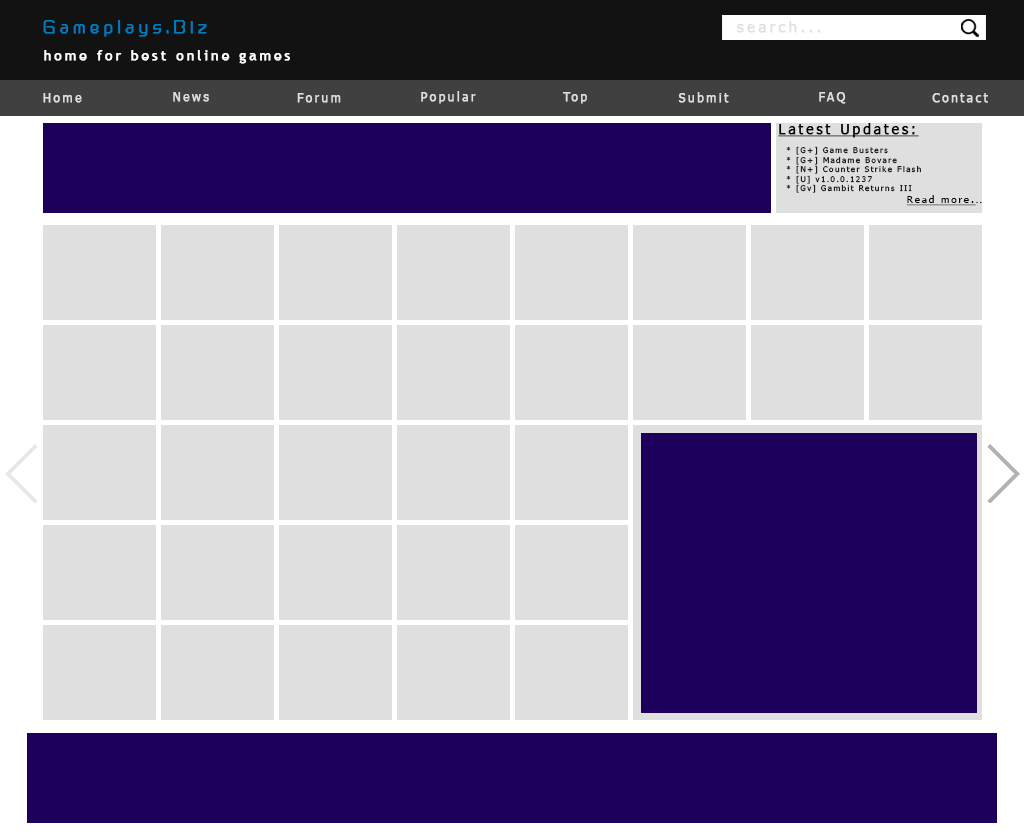 Gameplays.BIz
search...
home for best online games
Home News Forum Popular Top Submit FAQ Contact
Latest Updates:
* [G+] Game Busters
* [G+] Madame Bovare
* [N+] Counter Strike Flash
* [U] v1.0.0.1237
* [Gv] Gambit Returns III
Read more...